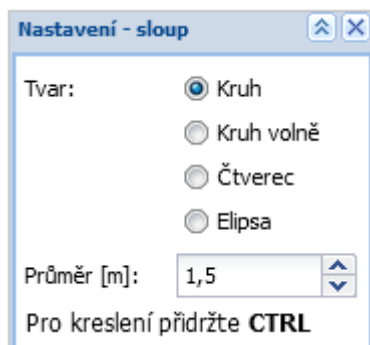 Nastavení - sloup
Tvar: Kruh
Kruh volně
Čtverec
Elipsa
Průměr [m]: 1,5
Pro kreslení přidržte CTRL